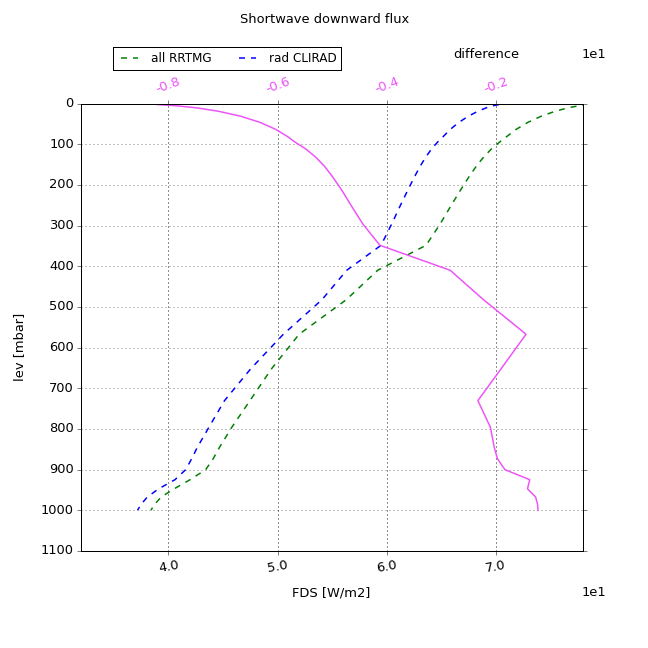 Shortwave downward flux
all RRTMG rad CLIRAD difference 1e1
-0.8 -0.6 -0.4 -0.2
0
100
200
300
400
500
600
700
800
900
1000
1100
lev [mbar]
4.0 5.0 6.0 7.0
FDS [W/m2] 1e1